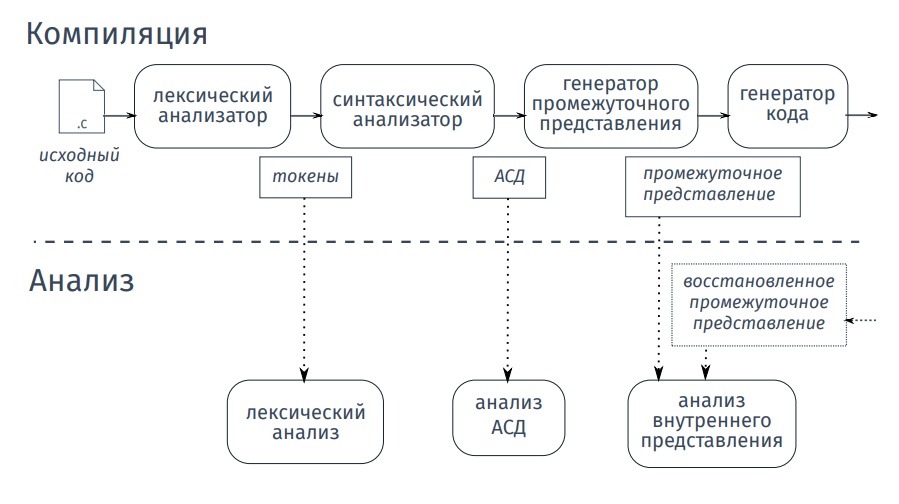 Компиляция
.c
исходный
код
лексический
анализатор
синтаксический
анализатор
генератор
промежуточного
представления
генератор
кода
токены
АСД
промежуточное
представление
Анализ
восстановленное
промежуточное
представление
лексический
анализ
анализ
АСД
анализ
внутреннего
представления